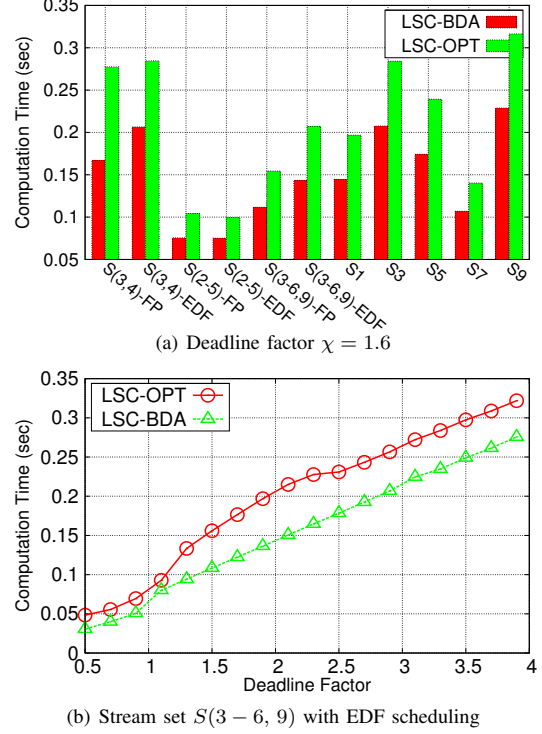 0.35
0.3
0.25
0.2
0.15
0.1
0.05
Computation Time (sec)
LSC-BDA
LSC-OPT
S(3,4)-FP
S(3,4)-EDF
S(2-5)-FP
S(2-5)-EDF
S(3-6,9)-FP
S(3-6,9)-EDF
S1
S3
S5
S7
S9
(a) Deadline factor χ = 1.6
0.35
0.3
0.25
0.2
0.15
0.1
0.05
0
Computation Time (sec)
LSC-OPT
LSC-BDA
0.5 1 1.5 2 2.5 3 3.5 4
Deadline Factor
(b) Stream set S(3 − 6, 9) with EDF scheduling